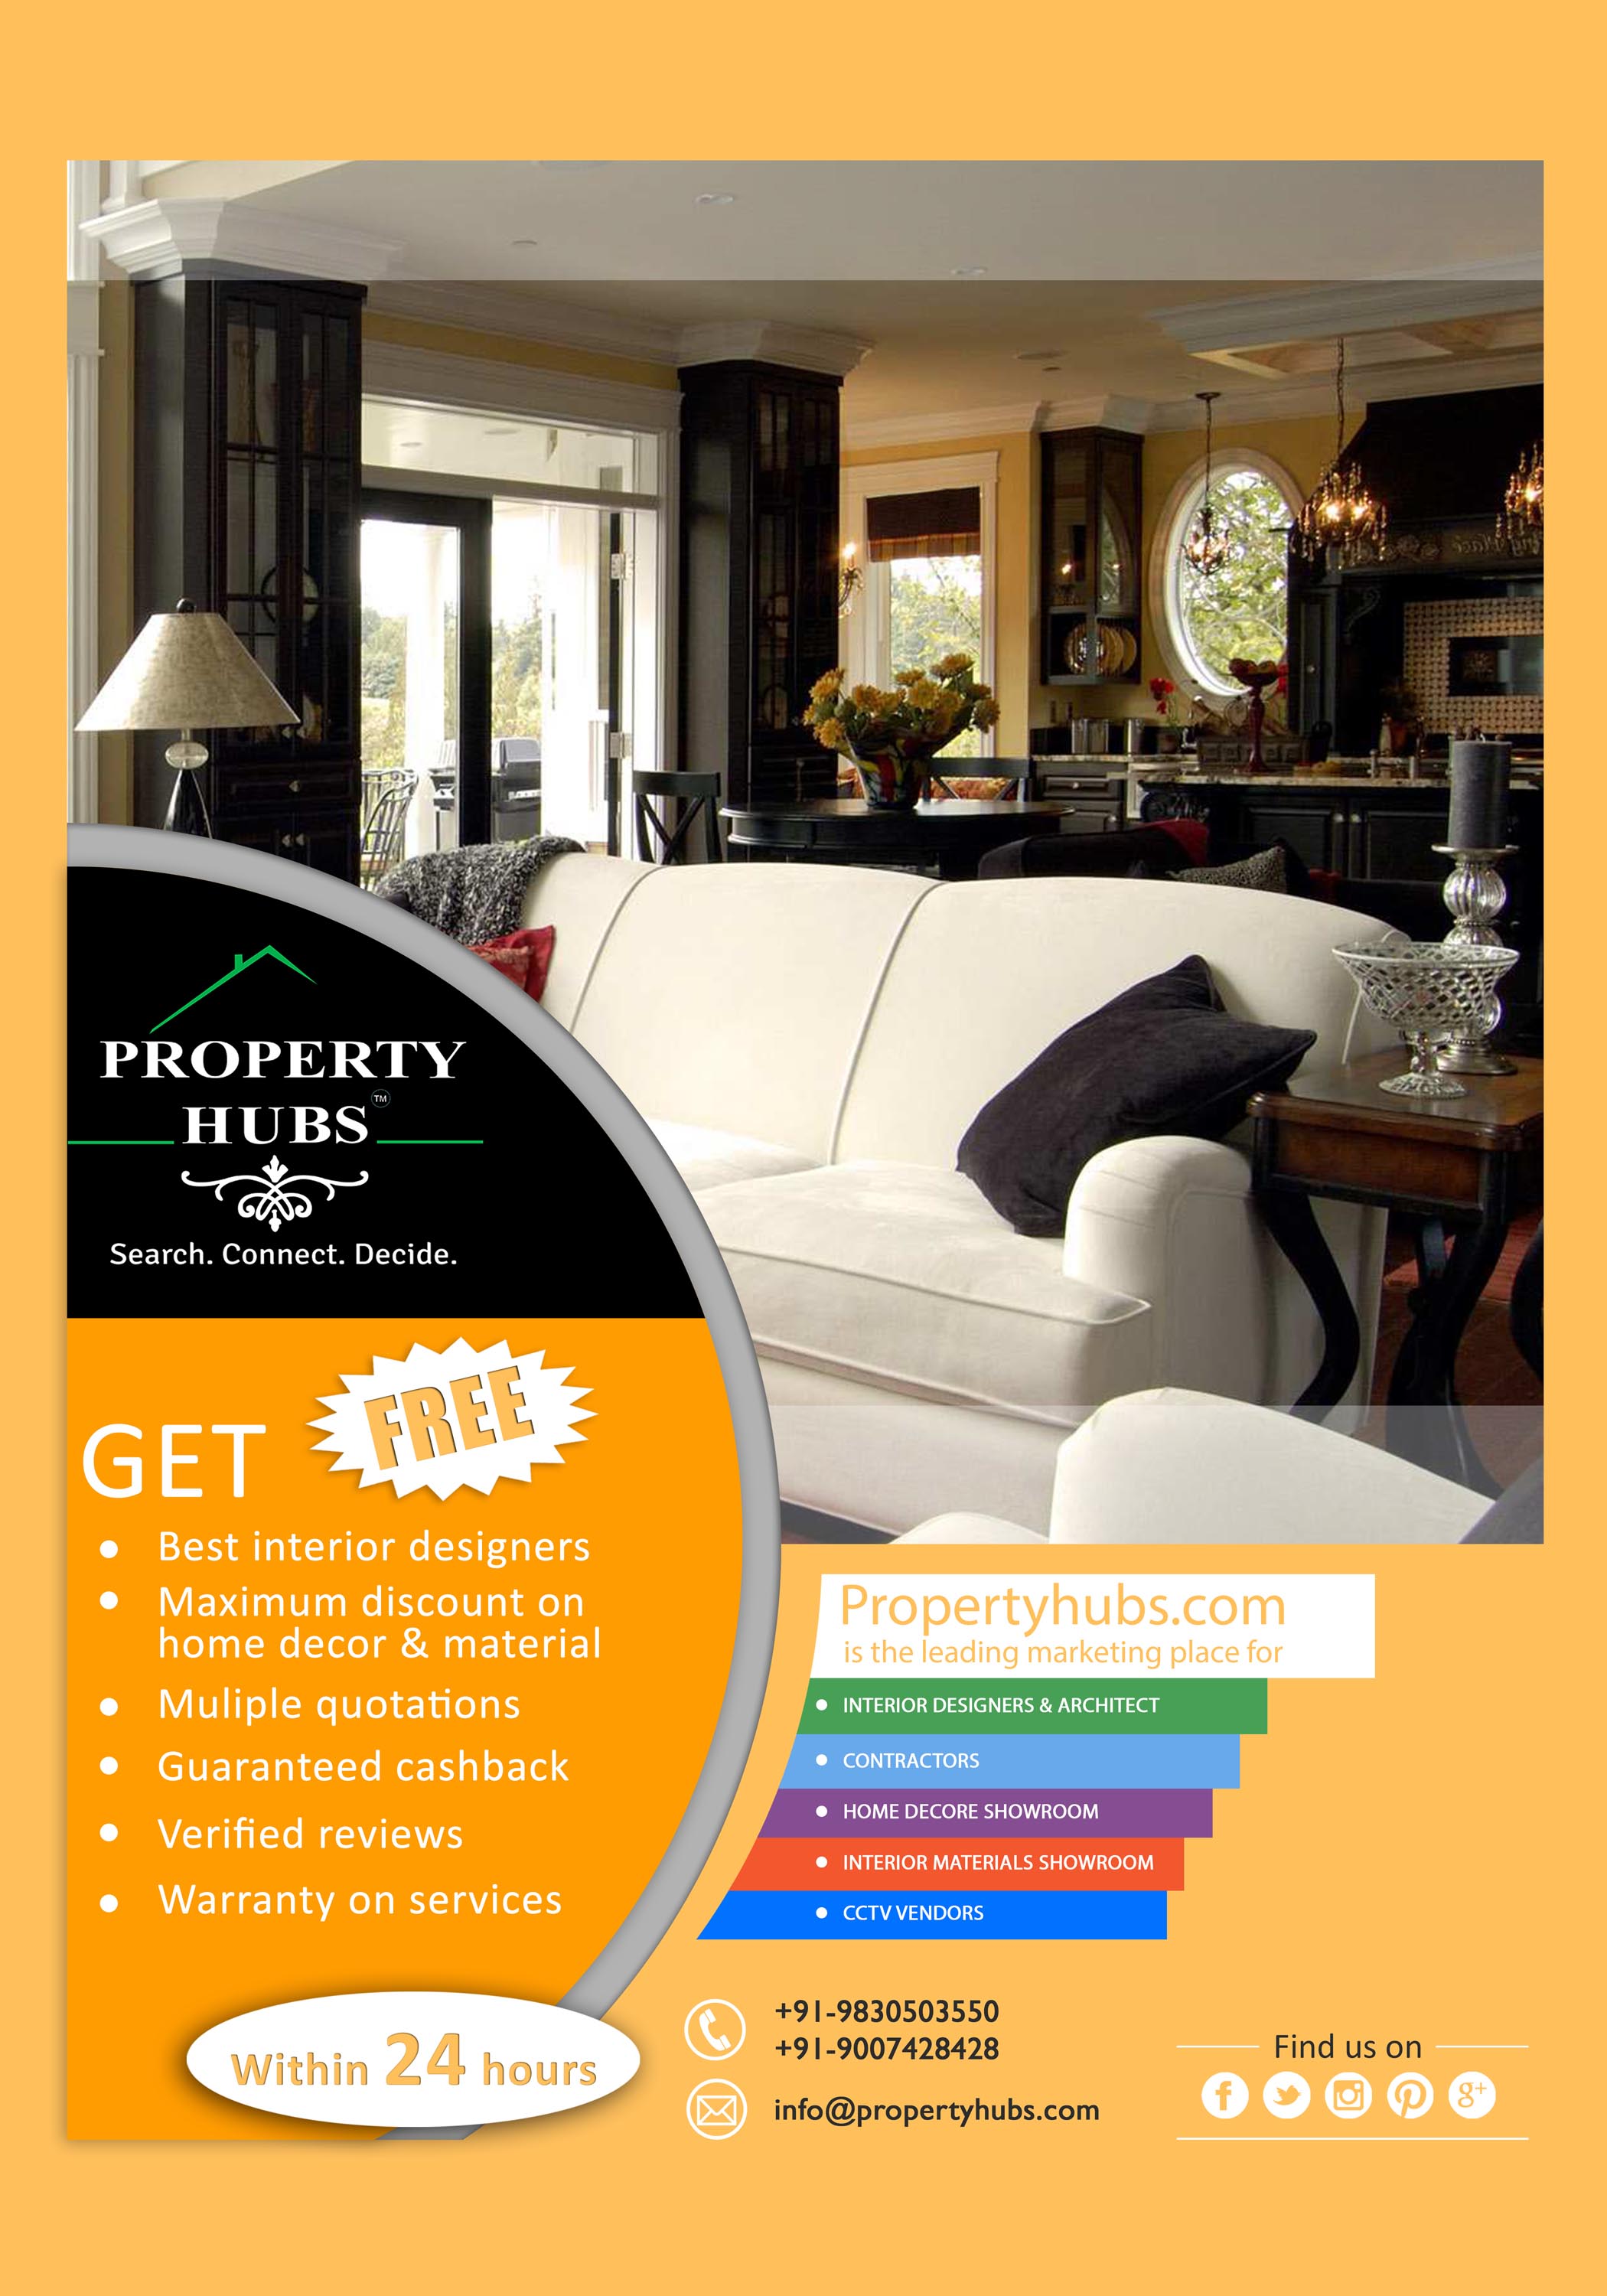 PROPERTY
HUBS™
Search. Connect. Decide.
GET FREE
Best interior designers
Maximum discount on
home decor & material
Muliple quotations
Guaranteed cashback
Verified reviews
Warranty on services
Within 24 hours
Propertyhubs.com
is the leading marketing place for
INTERIOR DESIGNERS & ARCHITECT
CONTRACTORS
HOME DECORE SHOWROOM
INTERIOR MATERIALS SHOWROOM
CCTV VENDORS
+91-9830503550
+91-9007428428
info@propertyhubs.com
Find us on
f g+